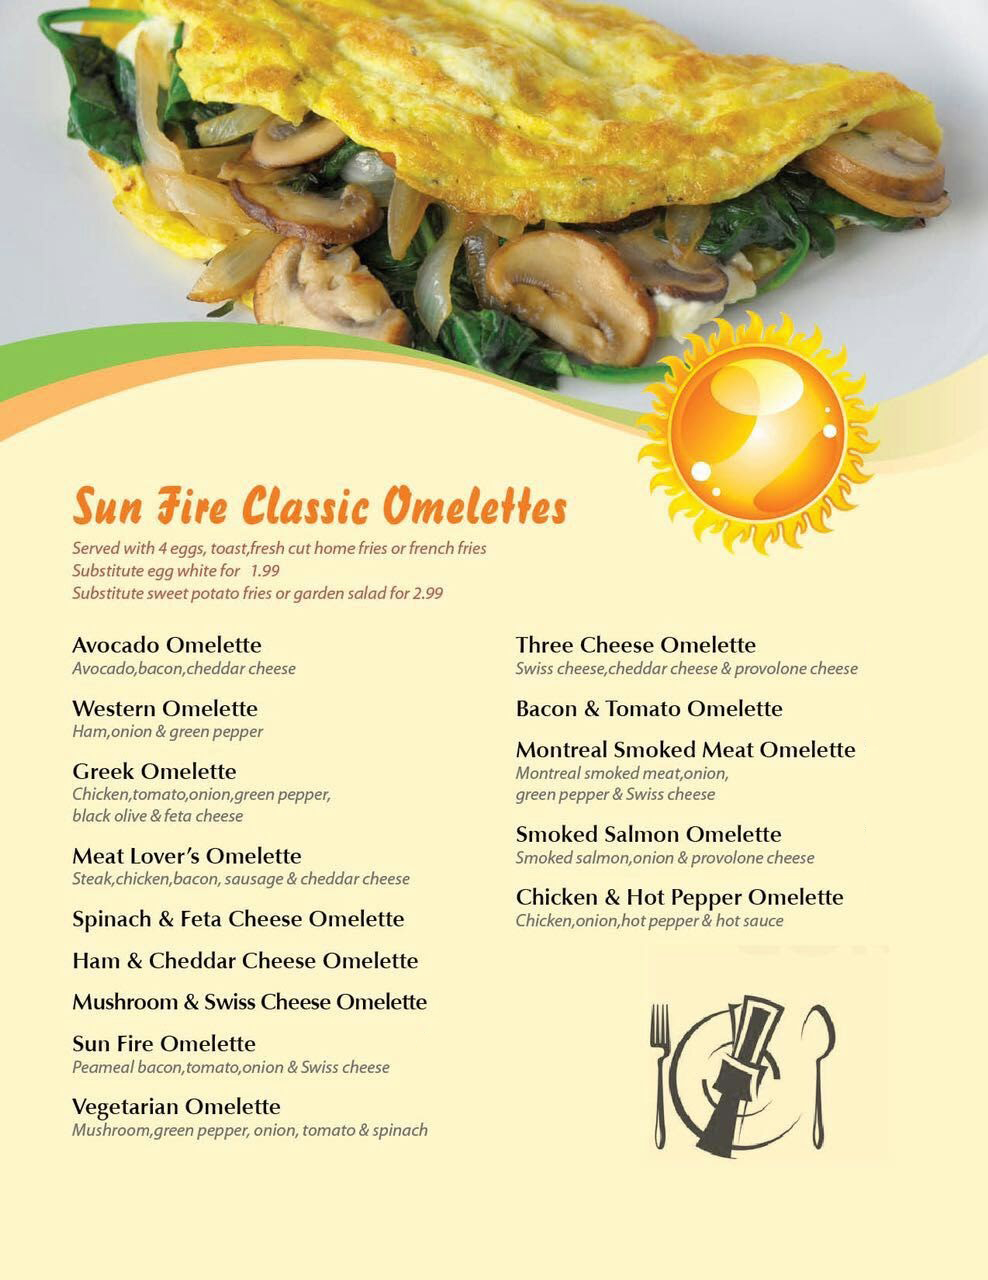 Sun Fire Classic Omelettes
Served with 4 eggs, toast,fresh cut home fries or french fries
Substitute egg white for 1.99
Substitute sweet potato fries or garden salad for 2.99
Avocado Omelette
Avocado,bacon,cheddar cheese
Western Omelette
Ham,onion & green pepper
Greek Omelette
Chicken,tomato,onion,green pepper,
black olive & feta cheese
Meat Lover's Omelette
Steak,chicken,bacon, sausage & cheddar cheese
Spinach & Feta Cheese Omelette
Ham & Cheddar Cheese Omelette
Mushroom & Swiss Cheese Omelette
Sun Fire Omelette
Peameal bacon,tomato,onion & Swiss cheese
Vegetarian Omelette
Mushroom,green pepper, onion, tomato & spinach
Three Cheese Omelette
Swiss cheese,cheddar cheese & provolone cheese
Bacon & Tomato Omelette
Montreal Smoked Meat Omelette
Montreal smoked meat,onion,
green pepper & Swiss cheese
Smoked Salmon Omelette
Smoked salmon,onion & provolone cheese
Chicken & Hot Pepper Omelette
Chicken,onion,hot pepper & hot sauce